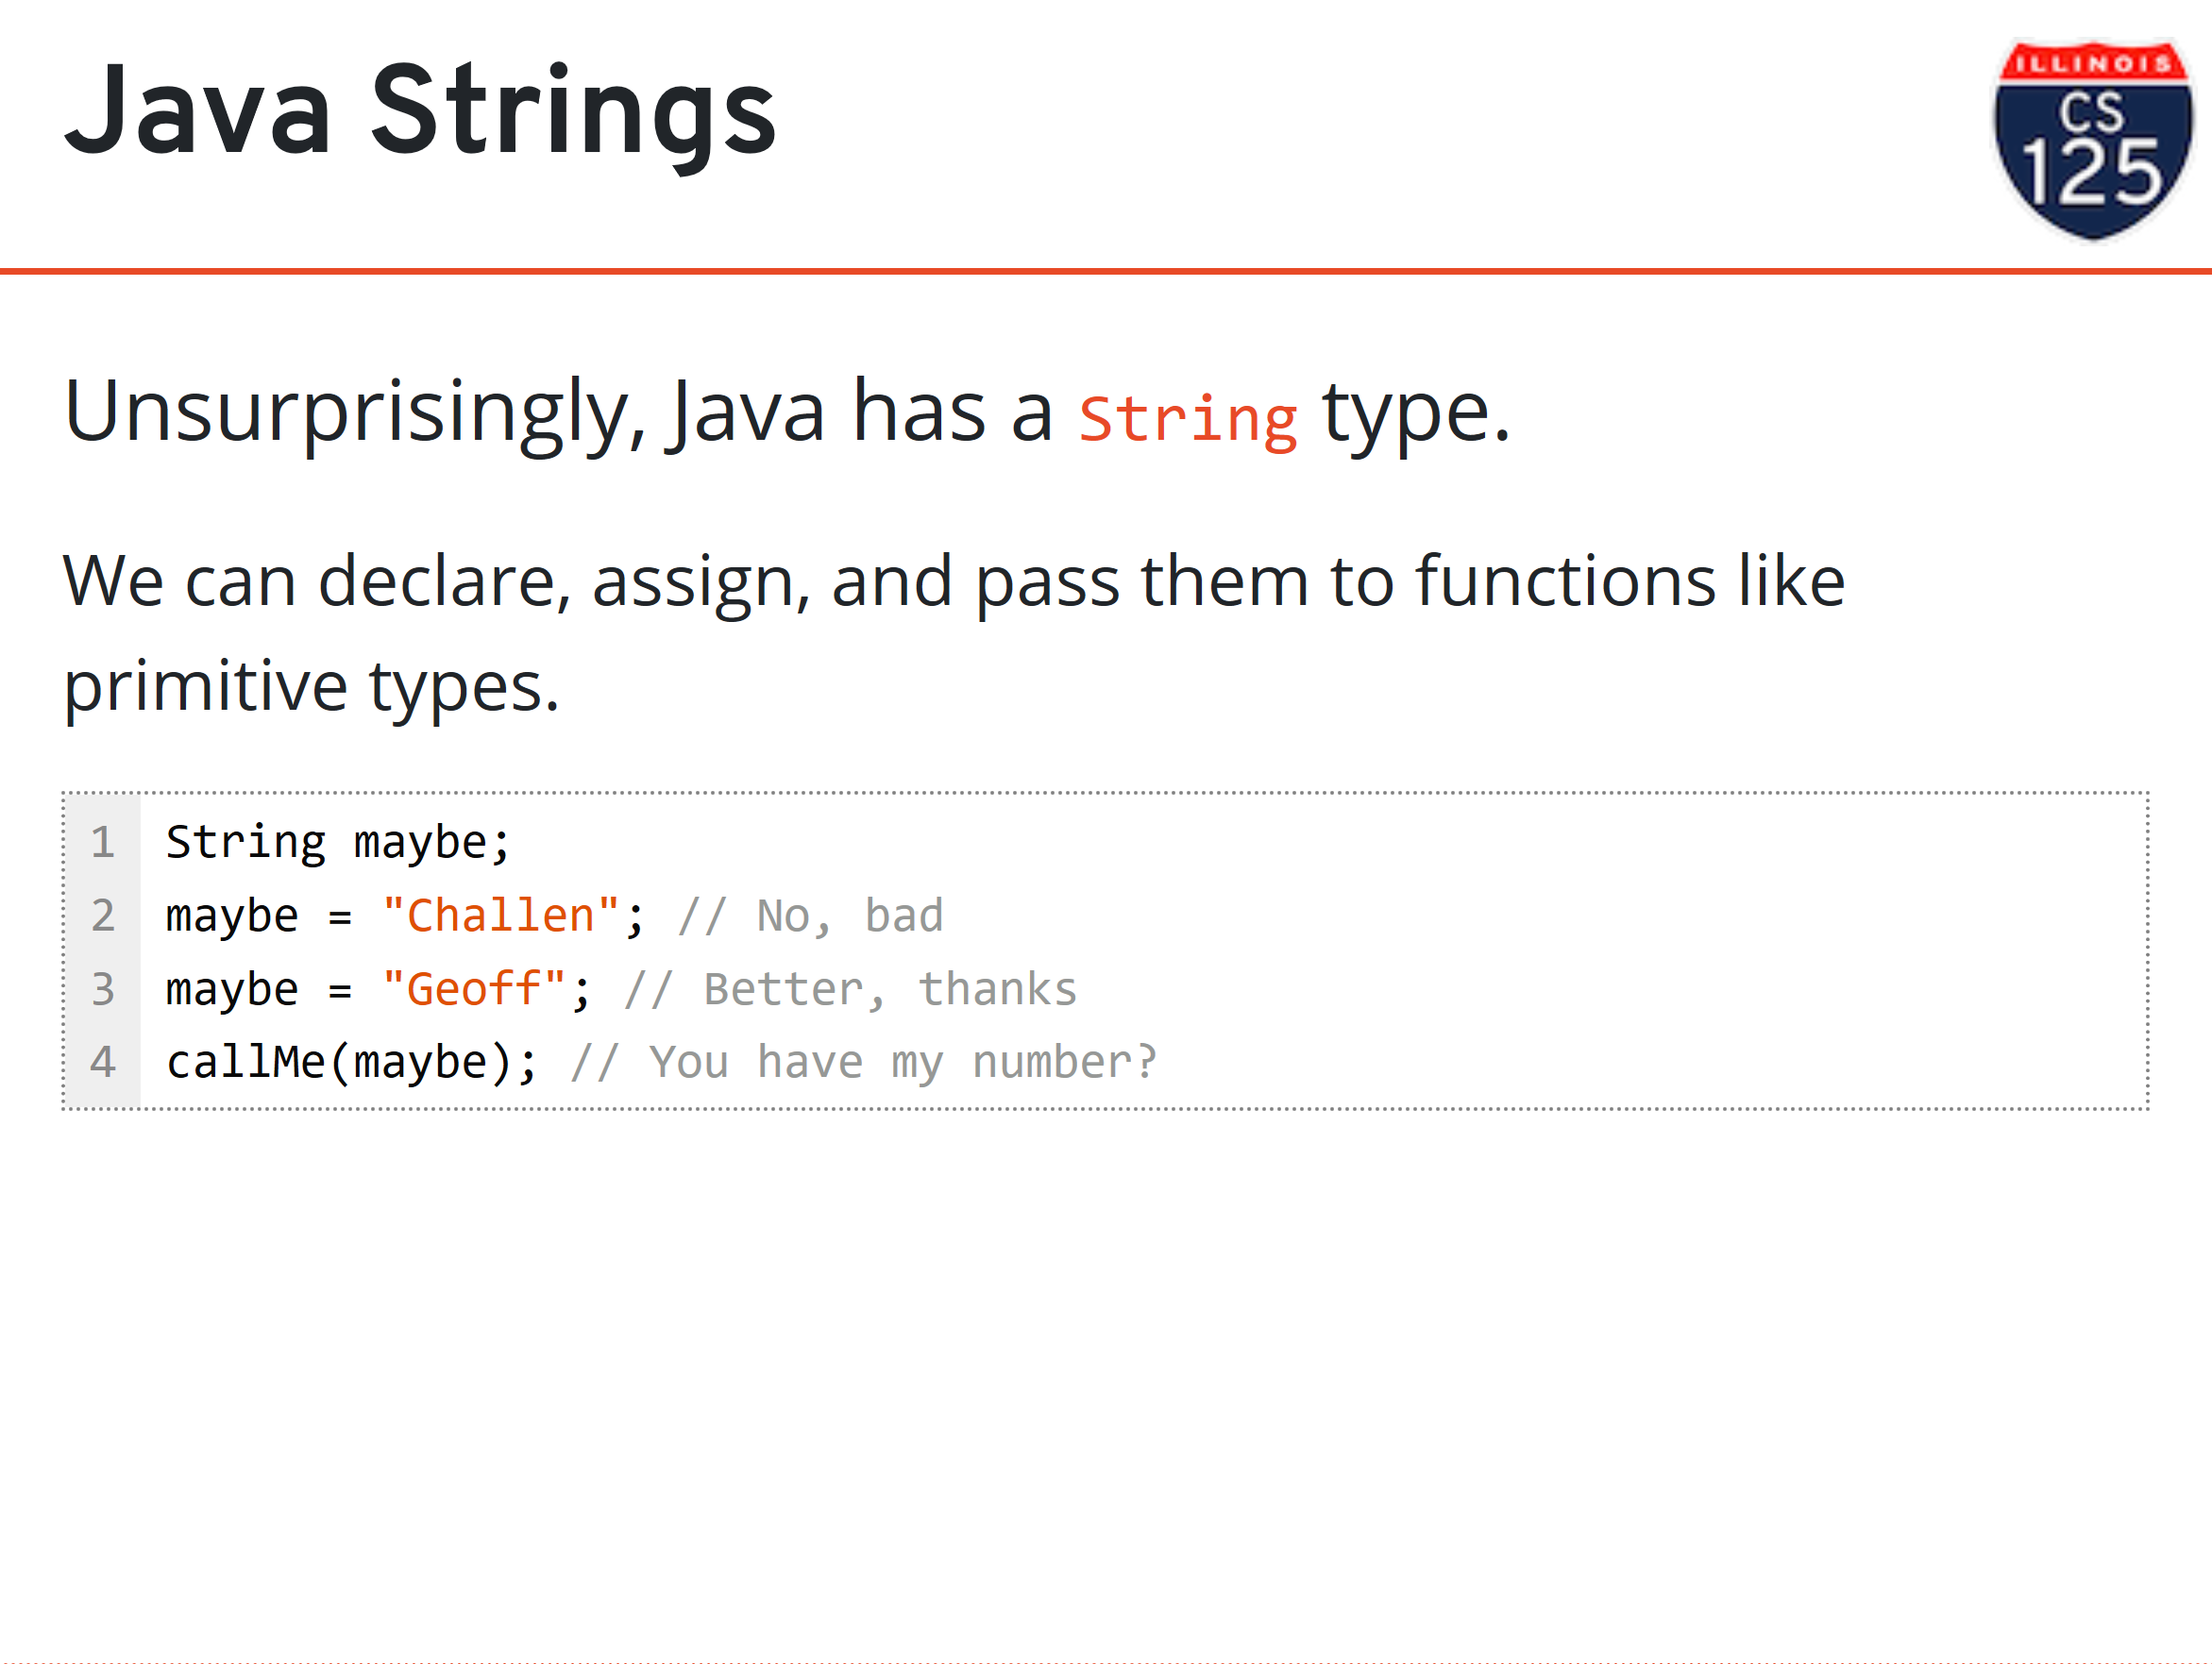 Java Strings
ILLINOIS
CS
125
Unsurprisingly, Java has a String type.
We can declare, assign, and pass them to functions like
primitive types.
1 String maybe;
2 maybe = "Challen"; // No, bad
3 maybe = "Geoff"; // Better, thanks
4 callMe(maybe); // You have my number?